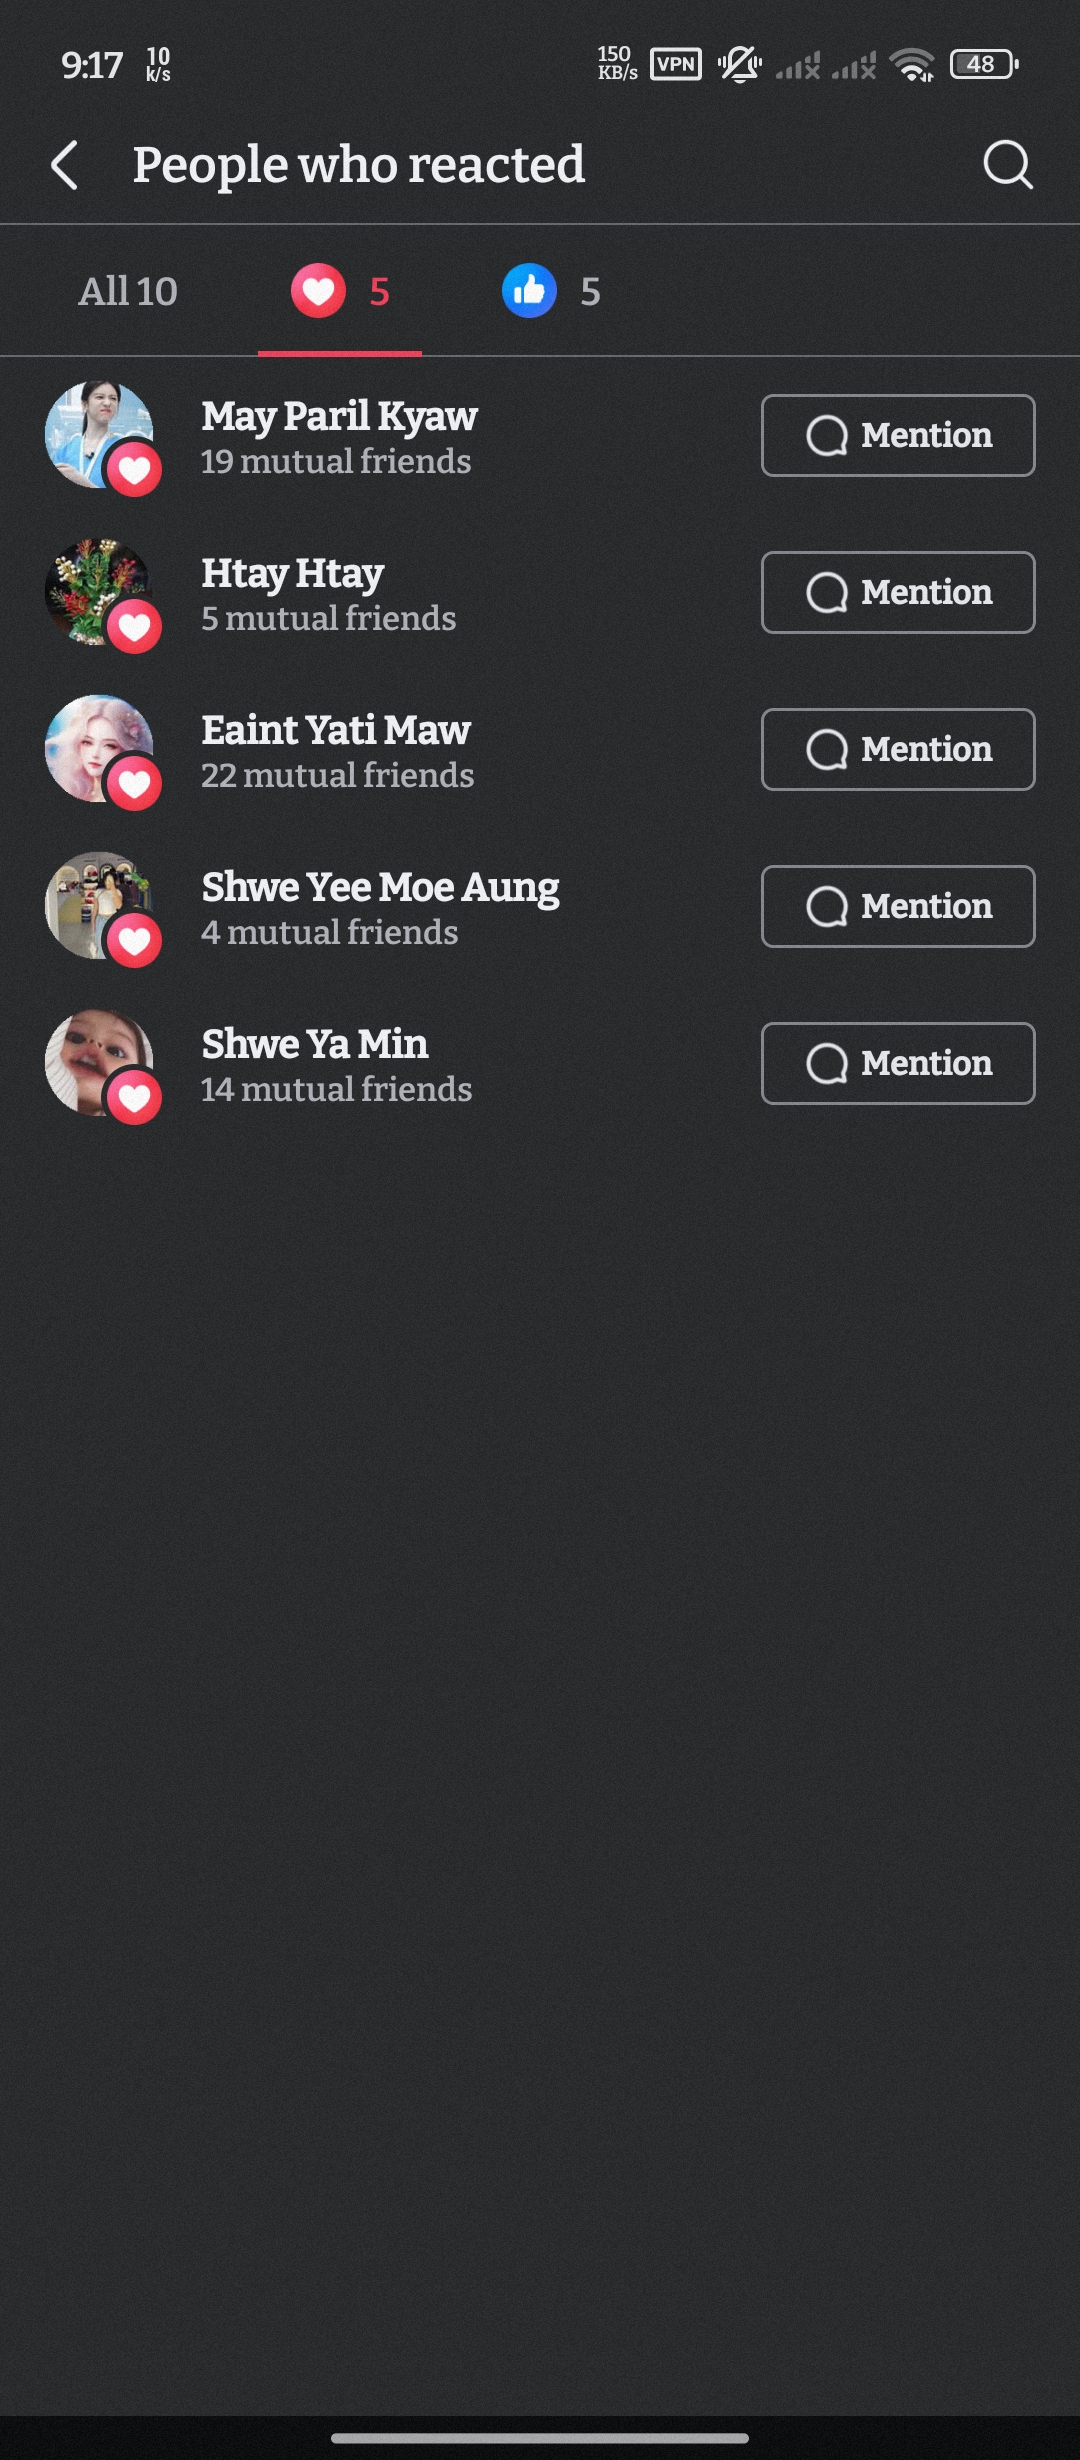 9:17 10 k/s 150 KB/s VPN 48
People who reacted
All 10 5 5
May Paril Kyaw
19 mutual friends
Mention
Htay Htay
5 mutual friends
Mention
Eaint Yati Maw
22 mutual friends
Mention
Shwe Yee Moe Aung
4 mutual friends
Mention
Shwe Ya Min
14 mutual friends
Mention